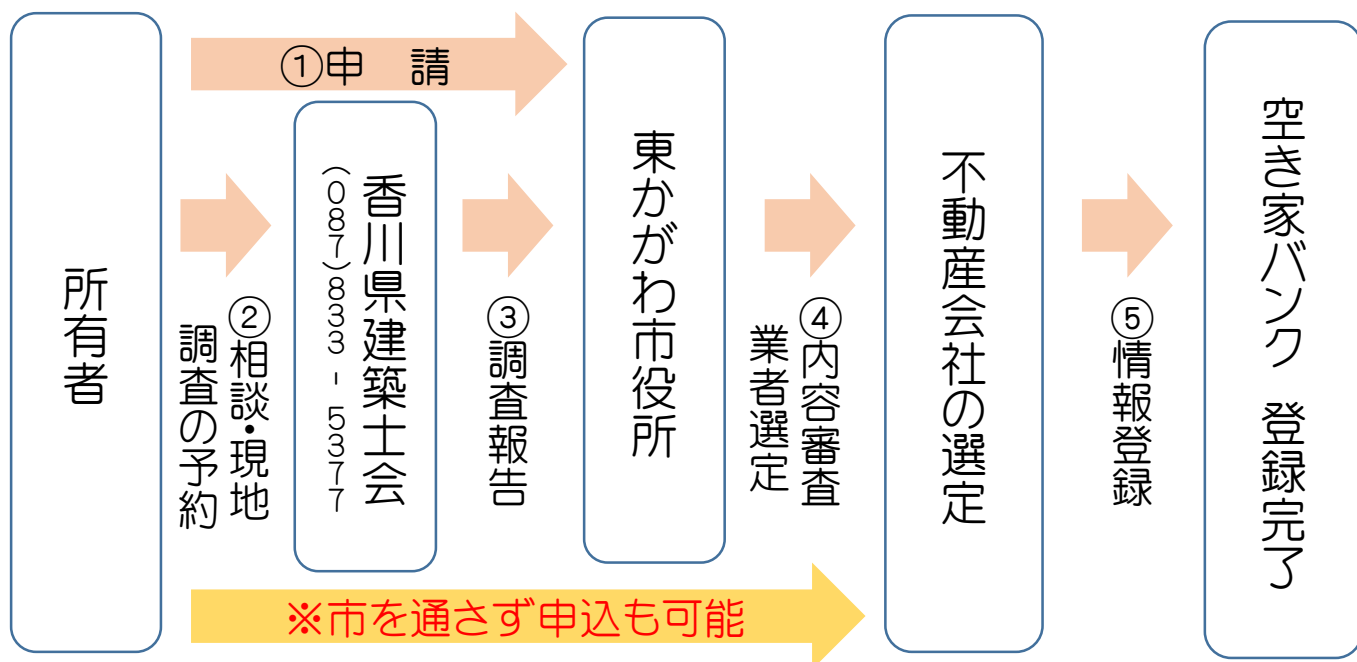 所有者
①申　請
②相談・現地
調査の予約
香川県建築士会
(087)833-5377
③調査報告
東かがわ市役所
④内容審査
業者選定
不動産会社の選定
⑤情報登録
空き家バンク　登録完了
※市を通さず申込も可能